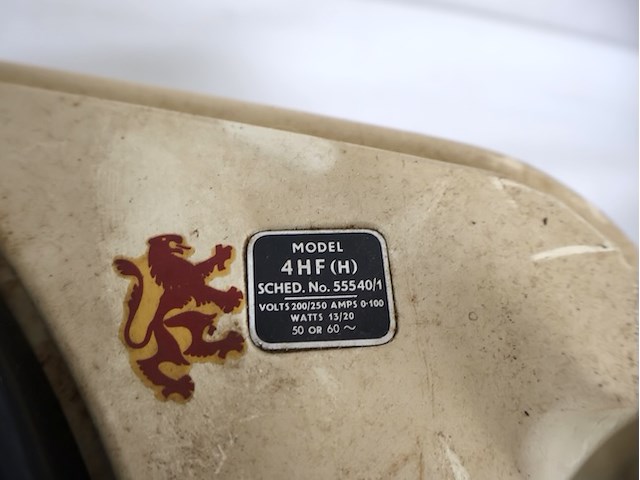 MODEL
4HF (H)
SCHED. No. 55540/1
VOLTS 200/250 AMPS 0·100
WATTS 13/20
50 OR 60 ~